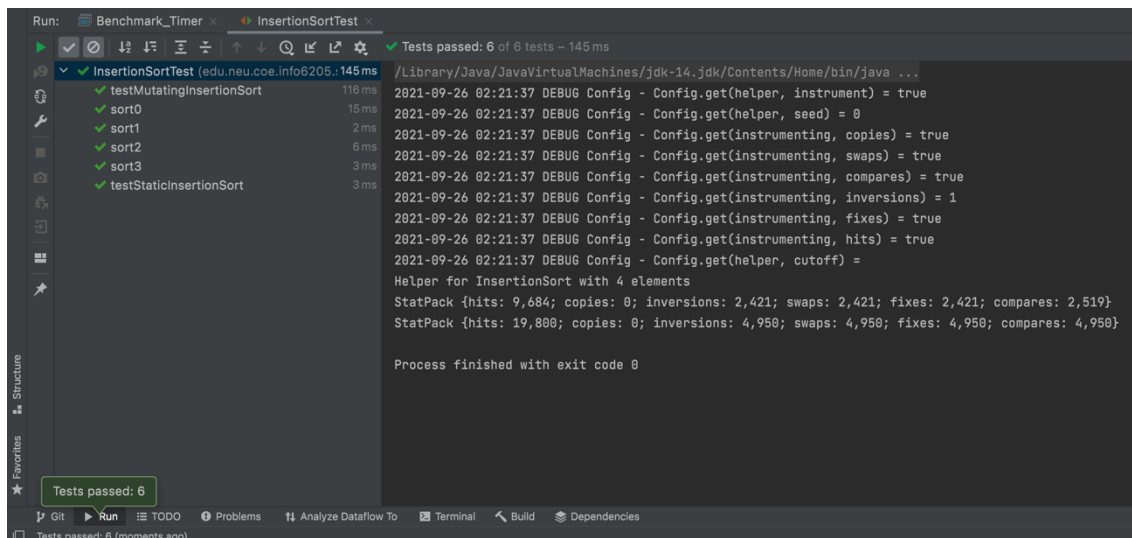 Run: Benchmark_Timer × InsertionSortTest ×
Tests passed: 6 of 6 tests – 145 ms
InsertionSortTest (edu.neu.coe.info6205.: 145 ms
testMutatingInsertionSort 116 ms
sort0 15 ms
sort1 2 ms
sort2 6 ms
sort3 3 ms
testStaticInsertionSort 3 ms
/Library/Java/JavaVirtualMachines/jdk-14.jdk/Contents/Home/bin/java ...
2021-09-26 02:21:37 DEBUG Config - Config.get(helper, instrument) = true
2021-09-26 02:21:37 DEBUG Config - Config.get(helper, seed) = 0
2021-09-26 02:21:37 DEBUG Config - Config.get(instrumenting, copies) = true
2021-09-26 02:21:37 DEBUG Config - Config.get(instrumenting, swaps) = true
2021-09-26 02:21:37 DEBUG Config - Config.get(instrumenting, compares) = true
2021-09-26 02:21:37 DEBUG Config - Config.get(instrumenting, inversions) = 1
2021-09-26 02:21:37 DEBUG Config - Config.get(instrumenting, fixes) = true
2021-09-26 02:21:37 DEBUG Config - Config.get(instrumenting, hits) = true
2021-09-26 02:21:37 DEBUG Config - Config.get(helper, cutoff) =
Helper for InsertionSort with 4 elements
StatPack {hits: 9,684; copies: 0; inversions: 2,421; swaps: 2,421; fixes: 2,421; compares: 2,519}
StatPack {hits: 19,800; copies: 0; inversions: 4,950; swaps: 4,950; fixes: 4,950; compares: 4,950}
Process finished with exit code 0
Structure
Favorites
Tests passed: 6
Git Run TODO Problems Analyze Dataflow To Terminal Build Dependencies
Tests passed: 6 (moments ago)